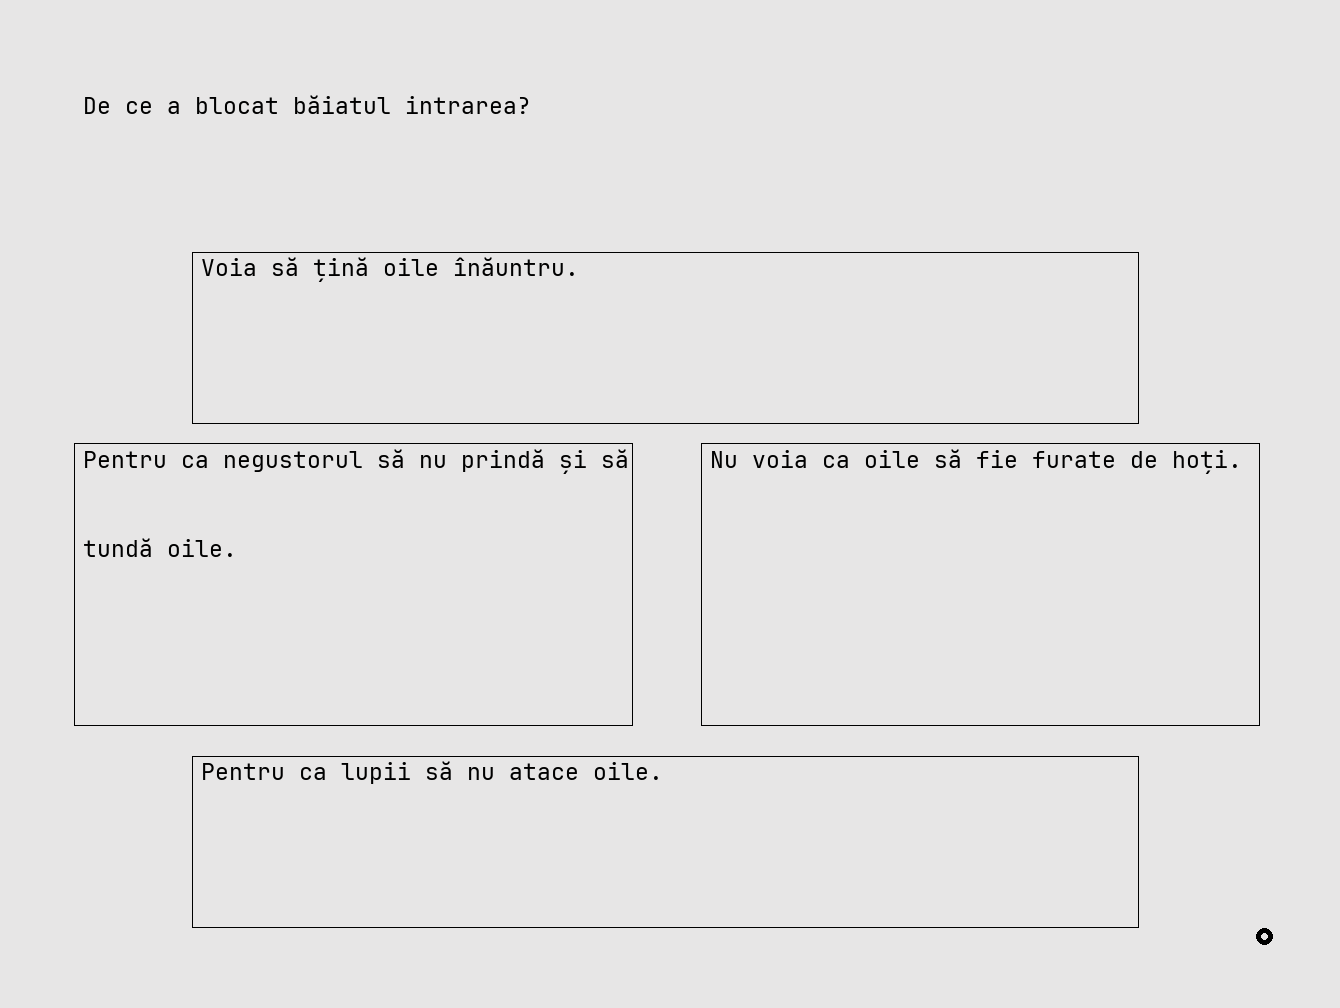 De ce a blocat băiatul intrarea?
Voia să țină oile înăuntru.
Pentru ca negustorul să nu prindă și să
tundă oile.
Nu voia ca oile să fie furate de hoți.
Pentru ca lupii să nu atace oile.